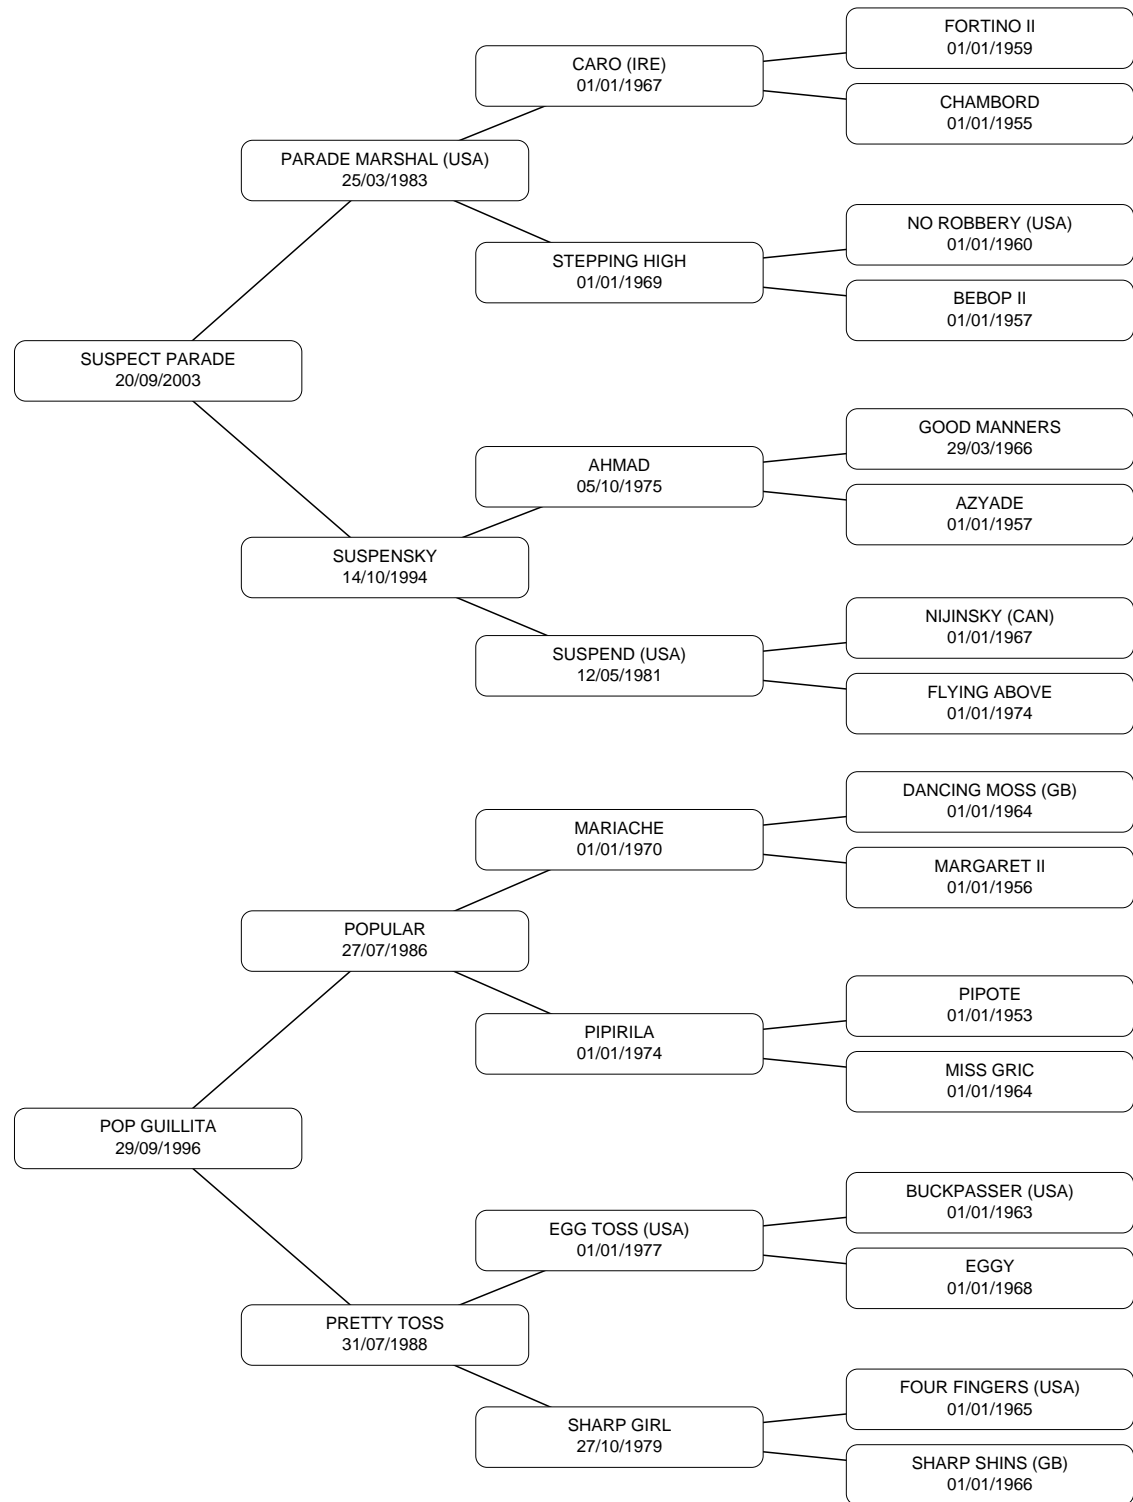 FORTINO II
01/01/1959
CARO (IRE)
01/01/1967
CHAMBORD
01/01/1955
PARADE MARSHAL (USA)
25/03/1983
NO ROBBERY (USA)
01/01/1960
STEPPING HIGH
01/01/1969
BEBOP II
01/01/1957
SUSPECT PARADE
20/09/2003
GOOD MANNERS
29/03/1966
AHMAD
05/10/1975
AZYADE
01/01/1957
SUSPENSKY
14/10/1994
NIJINSKY (CAN)
01/01/1967
SUSPEND (USA)
12/05/1981
FLYING ABOVE
01/01/1974
DANCING MOSS (GB)
01/01/1964
MARIACHE
01/01/1970
MARGARET II
01/01/1956
POPULAR
27/07/1986
PIPOTE
01/01/1953
PIPIRILA
01/01/1974
MISS GRIC
01/01/1964
POP GUILLITA
29/09/1996
BUCKPASSER (USA)
01/01/1963
EGG TOSS (USA)
01/01/1977
EGGY
01/01/1968
PRETTY TOSS
31/07/1988
FOUR FINGERS (USA)
01/01/1965
SHARP GIRL
27/10/1979
SHARP SHINS (GB)
01/01/1966